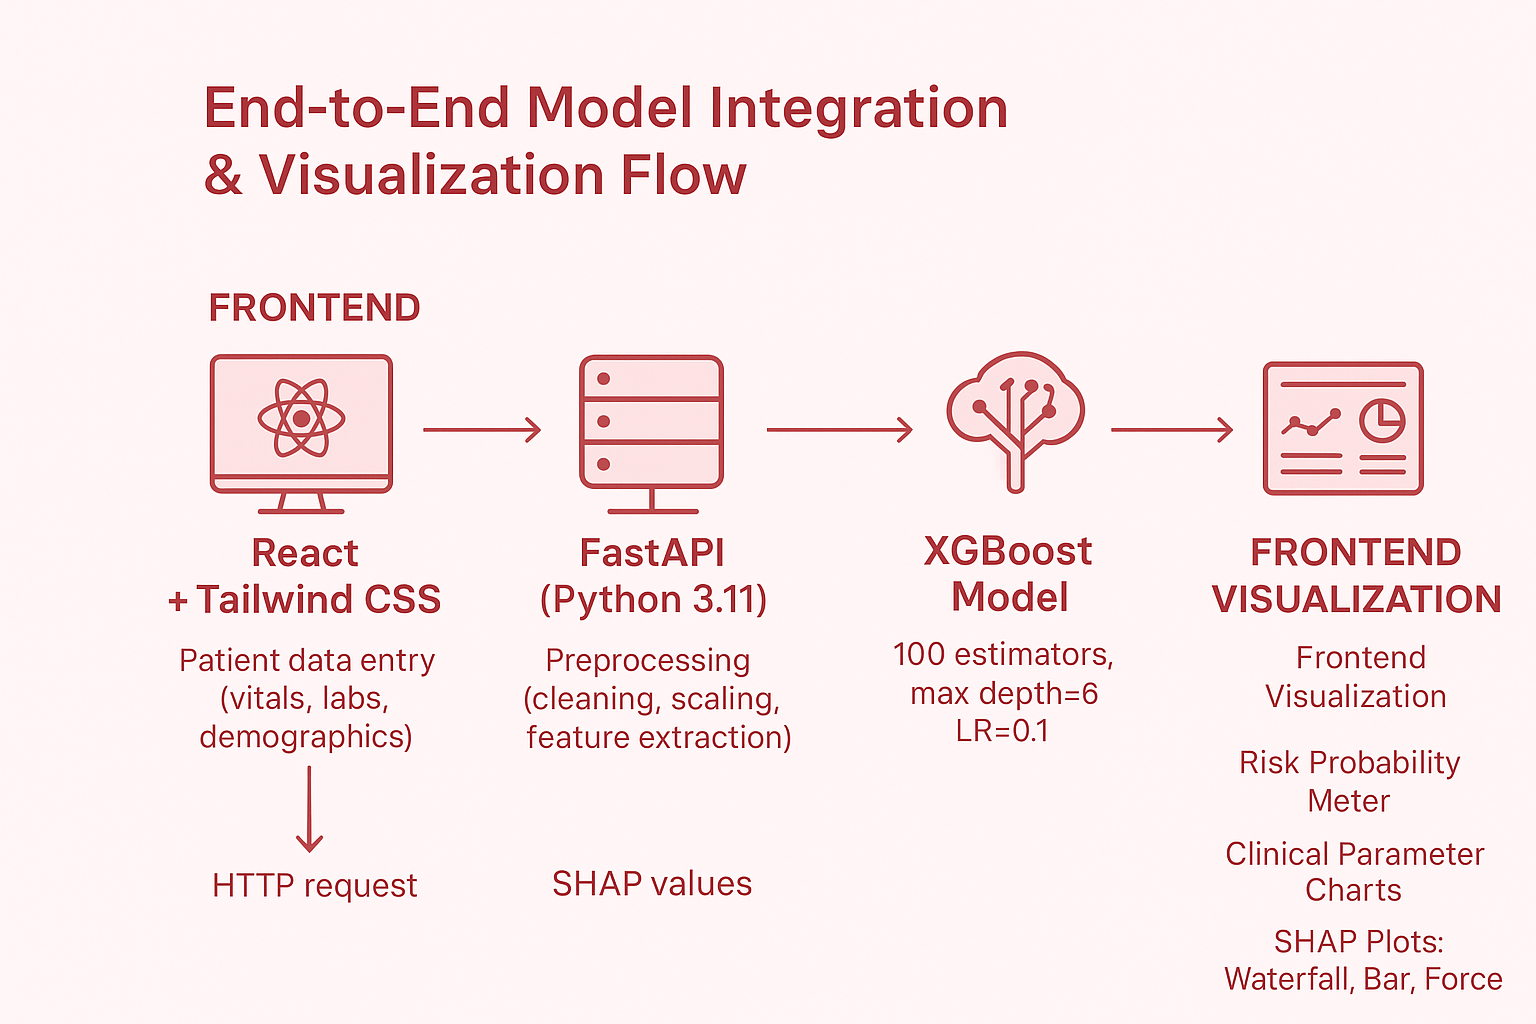 End-to-End Model Integration
& Visualization Flow
FRONTEND
React
+ Tailwind CSS
Patient data entry
(vitals, labs,
demographics)
HTTP request
FastAPI
(Python 3.11)
Preprocessing
(cleaning, scaling,
feature extraction)
SHAP values
XGBoost
Model
100 estimators,
max depth=6
LR=0.1
FRONTEND
VISUALIZATION
Frontend
Visualization
Risk Probability
Meter
Clinical Parameter
Charts
SHAP Plots:
Waterfall, Bar, Force